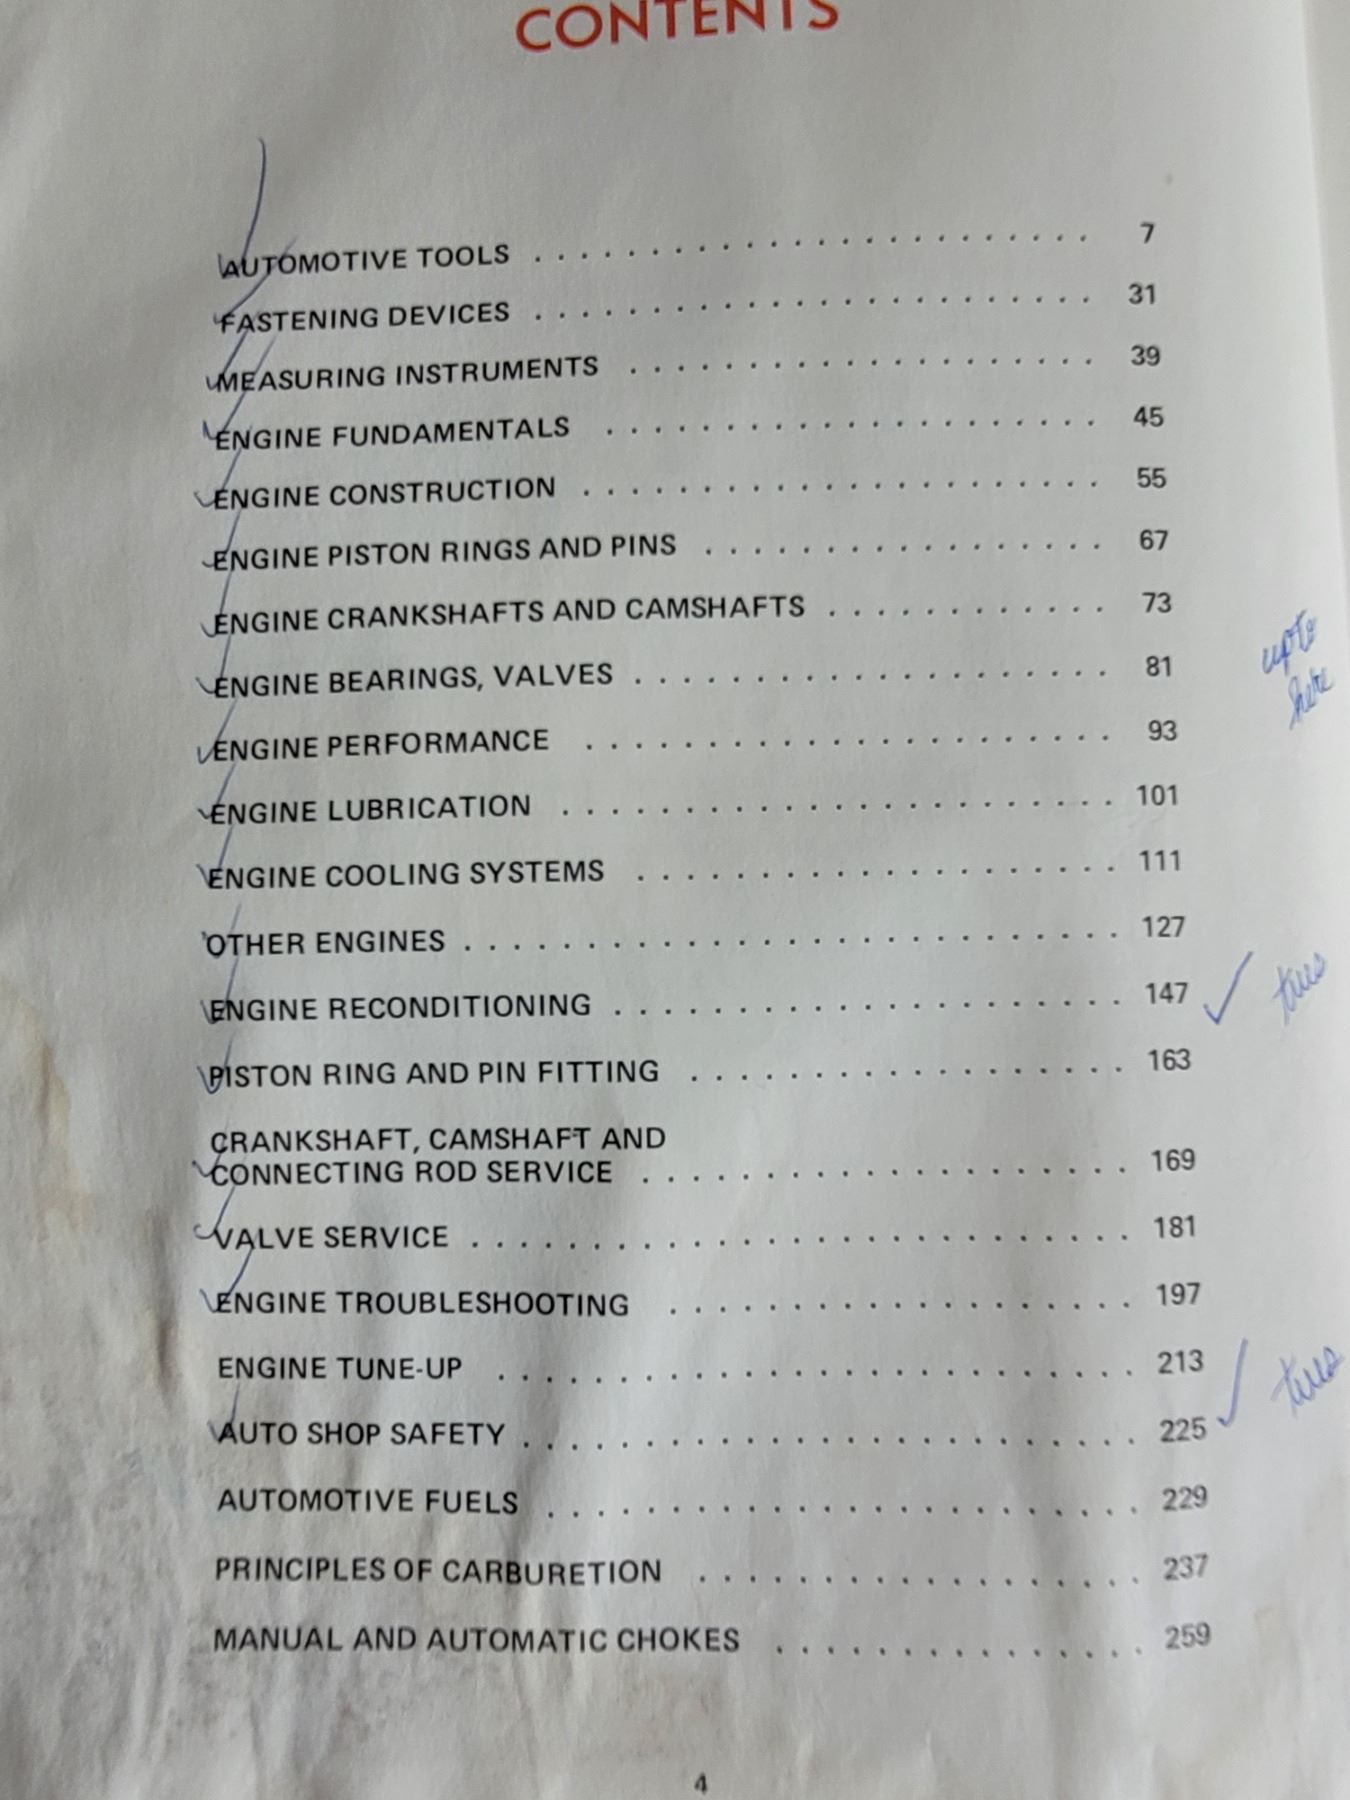 CONTENTS
AUTOMOTIVE TOOLS . . . . . . . . . . . . . . . . . . . . . . . . 7
FASTENING DEVICES . . . . . . . . . . . . . . . . . . . . . . . . 31
MEASURING INSTRUMENTS . . . . . . . . . . . . . . . . . . . . 39
ENGINE FUNDAMENTALS . . . . . . . . . . . . . . . . . . . . . 45
ENGINE CONSTRUCTION . . . . . . . . . . . . . . . . . . . . . . 55
ENGINE PISTON RINGS AND PINS . . . . . . . . . . . . . . . . . 67
ENGINE CRANKSHAFTS AND CAMSHAFTS . . . . . . . . . . . . 73
up to
ENGINE BEARINGS, VALVES . . . . . . . . . . . . . . . . . . . . 81
here
ENGINE PERFORMANCE . . . . . . . . . . . . . . . . . . . . . . 93
ENGINE LUBRICATION . . . . . . . . . . . . . . . . . . . . . . . 101
ENGINE COOLING SYSTEMS . . . . . . . . . . . . . . . . . . . . 111
OTHER ENGINES . . . . . . . . . . . . . . . . . . . . . . . . . . . 127
ENGINE RECONDITIONING . . . . . . . . . . . . . . . . . . . . . 147 ✓
PISTON RING AND PIN FITTING . . . . . . . . . . . . . . . . . . 163
CRANKSHAFT, CAMSHAFT AND
CONNECTING ROD SERVICE . . . . . . . . . . . . . . . . . . . . 169
VALVE SERVICE . . . . . . . . . . . . . . . . . . . . . . . . . . . 181
ENGINE TROUBLESHOOTING . . . . . . . . . . . . . . . . . . . 197
ENGINE TUNE-UP . . . . . . . . . . . . . . . . . . . . . . . . . . 213
AUTO SHOP SAFETY . . . . . . . . . . . . . . . . . . . . . . . . . 225 ✓
AUTOMOTIVE FUELS . . . . . . . . . . . . . . . . . . . . . . . . 229
PRINCIPLES OF CARBURETION . . . . . . . . . . . . . . . . . . 237
MANUAL AND AUTOMATIC CHOKES . . . . . . . . . . . . . . . 259
4